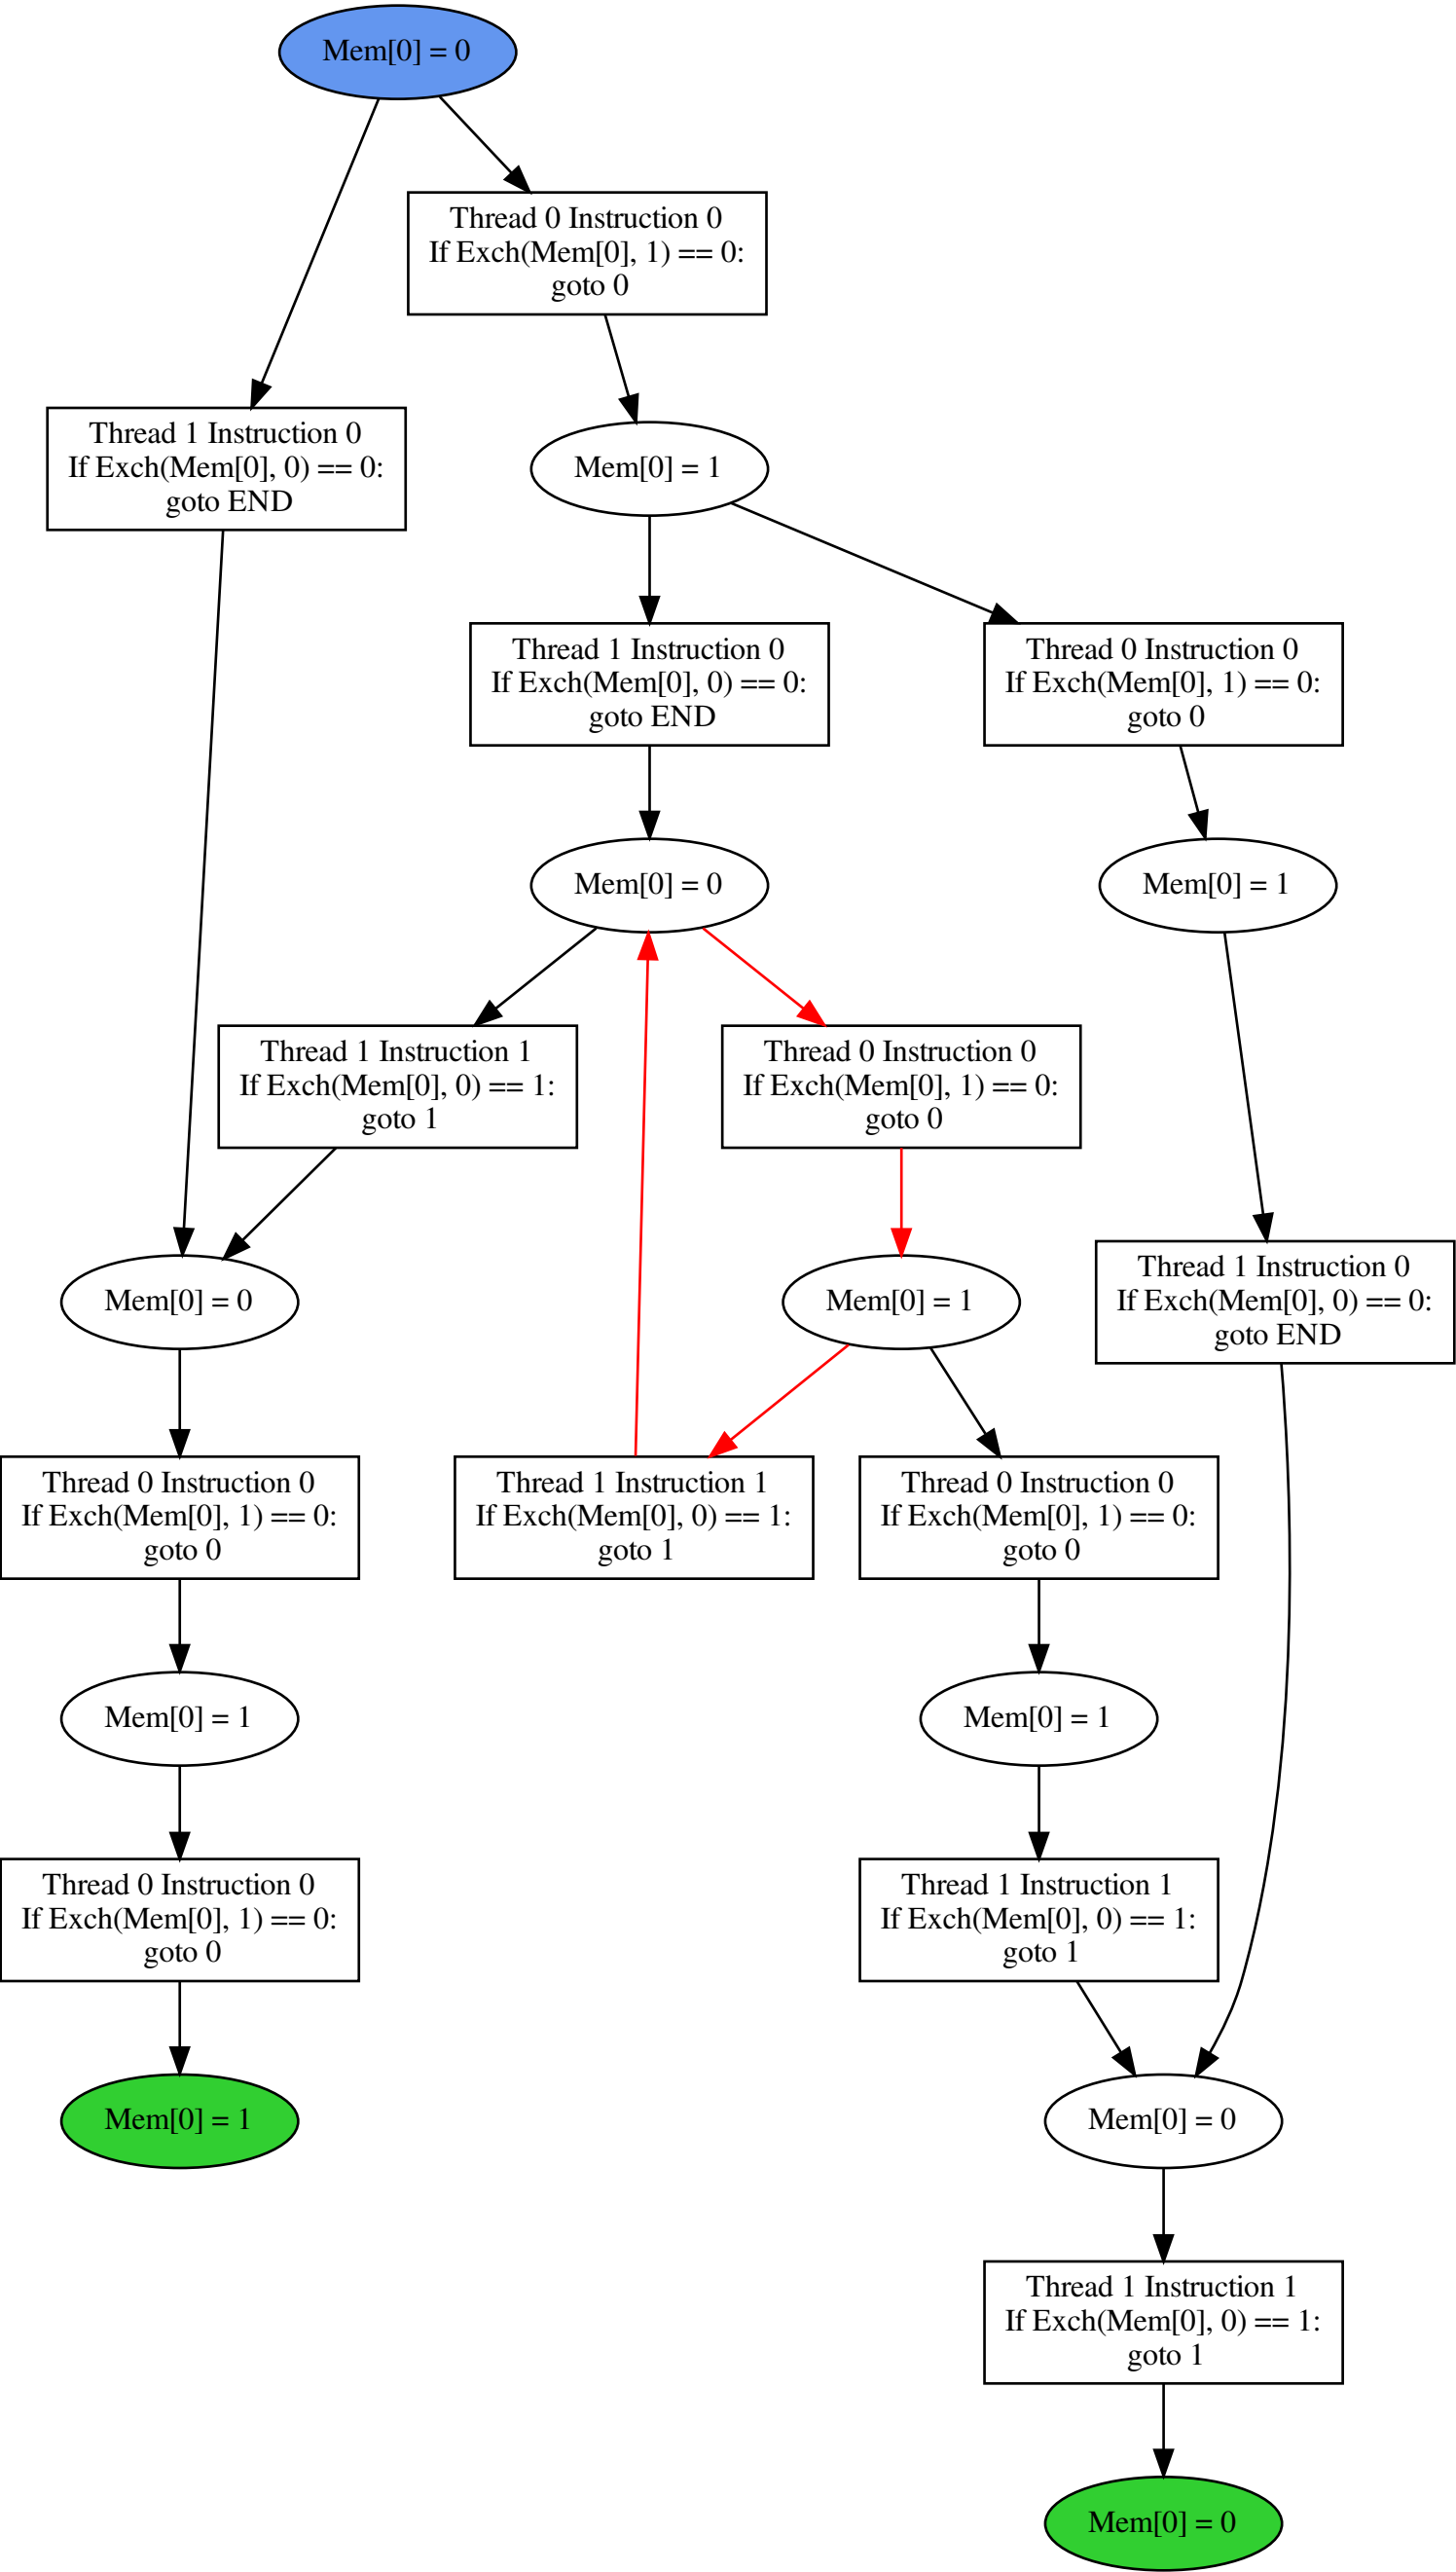 Mem[0] = 0
Thread 0 Instruction 0
If Exch(Mem[0], 1) == 0:
goto 0
Thread 1 Instruction 0
If Exch(Mem[0], 0) == 0:
goto END
Mem[0] = 1
Thread 1 Instruction 0
If Exch(Mem[0], 0) == 0:
goto END
Thread 0 Instruction 0
If Exch(Mem[0], 1) == 0:
goto 0
Mem[0] = 0
Mem[0] = 1
Thread 1 Instruction 1
If Exch(Mem[0], 0) == 1:
goto 1
Thread 0 Instruction 0
If Exch(Mem[0], 1) == 0:
goto 0
Mem[0] = 0
Mem[0] = 1
Thread 1 Instruction 0
If Exch(Mem[0], 0) == 0:
goto END
Thread 0 Instruction 0
If Exch(Mem[0], 1) == 0:
goto 0
Thread 1 Instruction 1
If Exch(Mem[0], 0) == 1:
goto 1
Thread 0 Instruction 0
If Exch(Mem[0], 1) == 0:
goto 0
Mem[0] = 1
Mem[0] = 1
Thread 0 Instruction 0
If Exch(Mem[0], 1) == 0:
goto 0
Thread 1 Instruction 1
If Exch(Mem[0], 0) == 1:
goto 1
Mem[0] = 1
Mem[0] = 0
Thread 1 Instruction 1
If Exch(Mem[0], 0) == 1:
goto 1
Mem[0] = 0